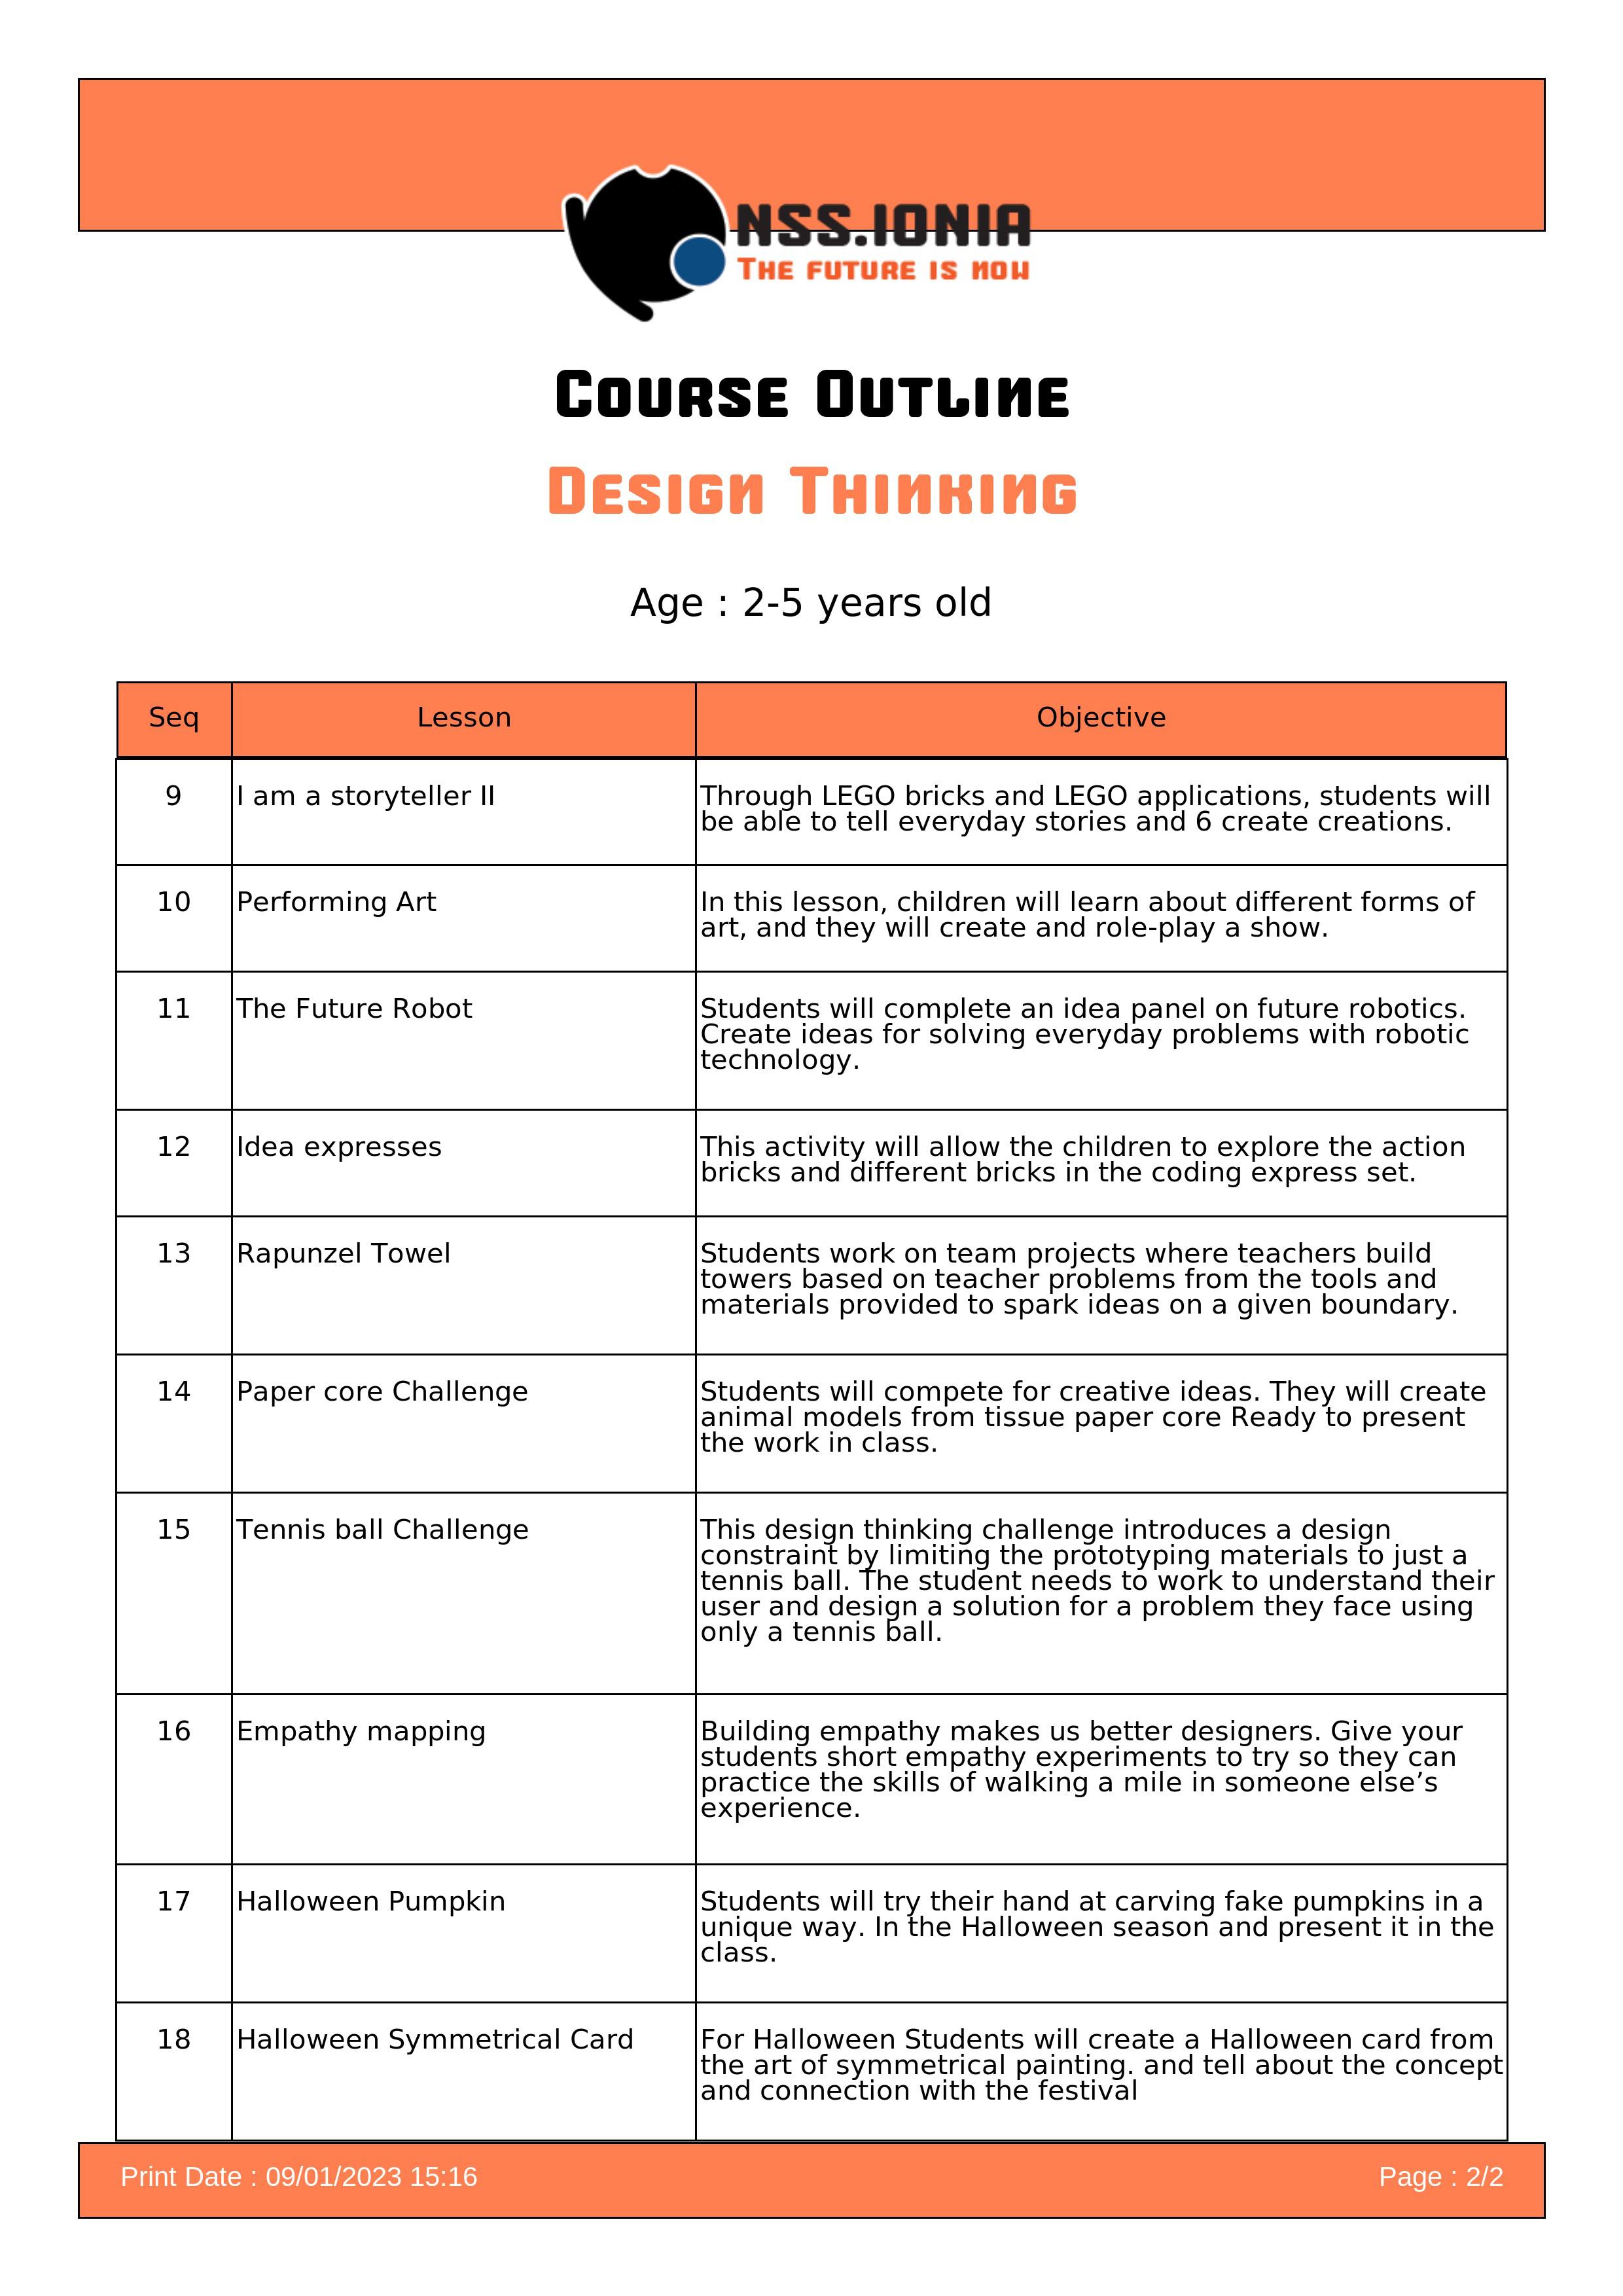 NSS.IONIA
The future is now
Course Outline
Design Thinking
Age : 2-5 years old
Seq Lesson Objective
9 I am a storyteller II Through LEGO bricks and LEGO applications, students will
be able to tell everyday stories and 6 create creations.
10 Performing Art In this lesson, children will learn about different forms of
art, and they will create and role-play a show.
11 The Future Robot Students will complete an idea panel on future robotics.
Create ideas for solving everyday problems with robotic
technology.
12 Idea expresses This activity will allow the children to explore the action
bricks and different bricks in the coding express set.
13 Rapunzel Towel Students work on team projects where teachers build
towers based on teacher problems from the tools and
materials provided to spark ideas on a given boundary.
14 Paper core Challenge Students will compete for creative ideas. They will create
animal models from tissue paper core Ready to present
the work in class.
15 Tennis ball Challenge This design thinking challenge introduces a design
constraint by limiting the prototyping materials to just a
tennis ball. The student needs to work to understand their
user and design a solution for a problem they face using
only a tennis ball.
16 Empathy mapping Building empathy makes us better designers. Give your
students short empathy experiments to try so they can
practice the skills of walking a mile in someone else’s
experience.
17 Halloween Pumpkin Students will try their hand at carving fake pumpkins in a
unique way. In the Halloween season and present it in the
class.
18 Halloween Symmetrical Card For Halloween Students will create a Halloween card from
the art of symmetrical painting. and tell about the concept
and connection with the festival
Print Date : 09/01/2023 15:16 Page : 2/2